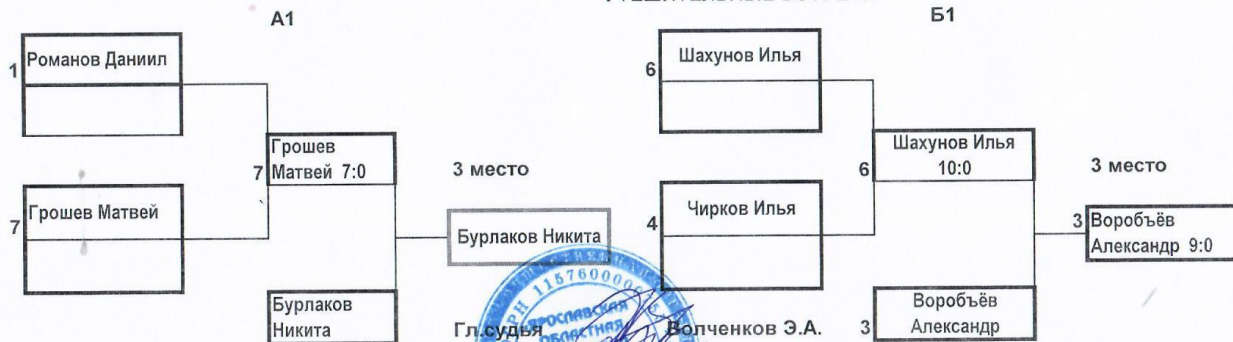 А1
Б1
1
Романов Даниил
7
Грошев Матвей
7
Грошев
Матвей 7:0
Бурлаков
Никита
3 место
Бурлаков Никита
6
Шахунов Илья
4
Чирков Илья
6
Шахунов Илья
10:0
3
Воробъёв
Александр
3 место
3
Воробъёв
Александр 9:0
Гл.судья
Волченков Э.А.
ЯРОСЛАВСКАЯ
ОБЛАСТНАЯ